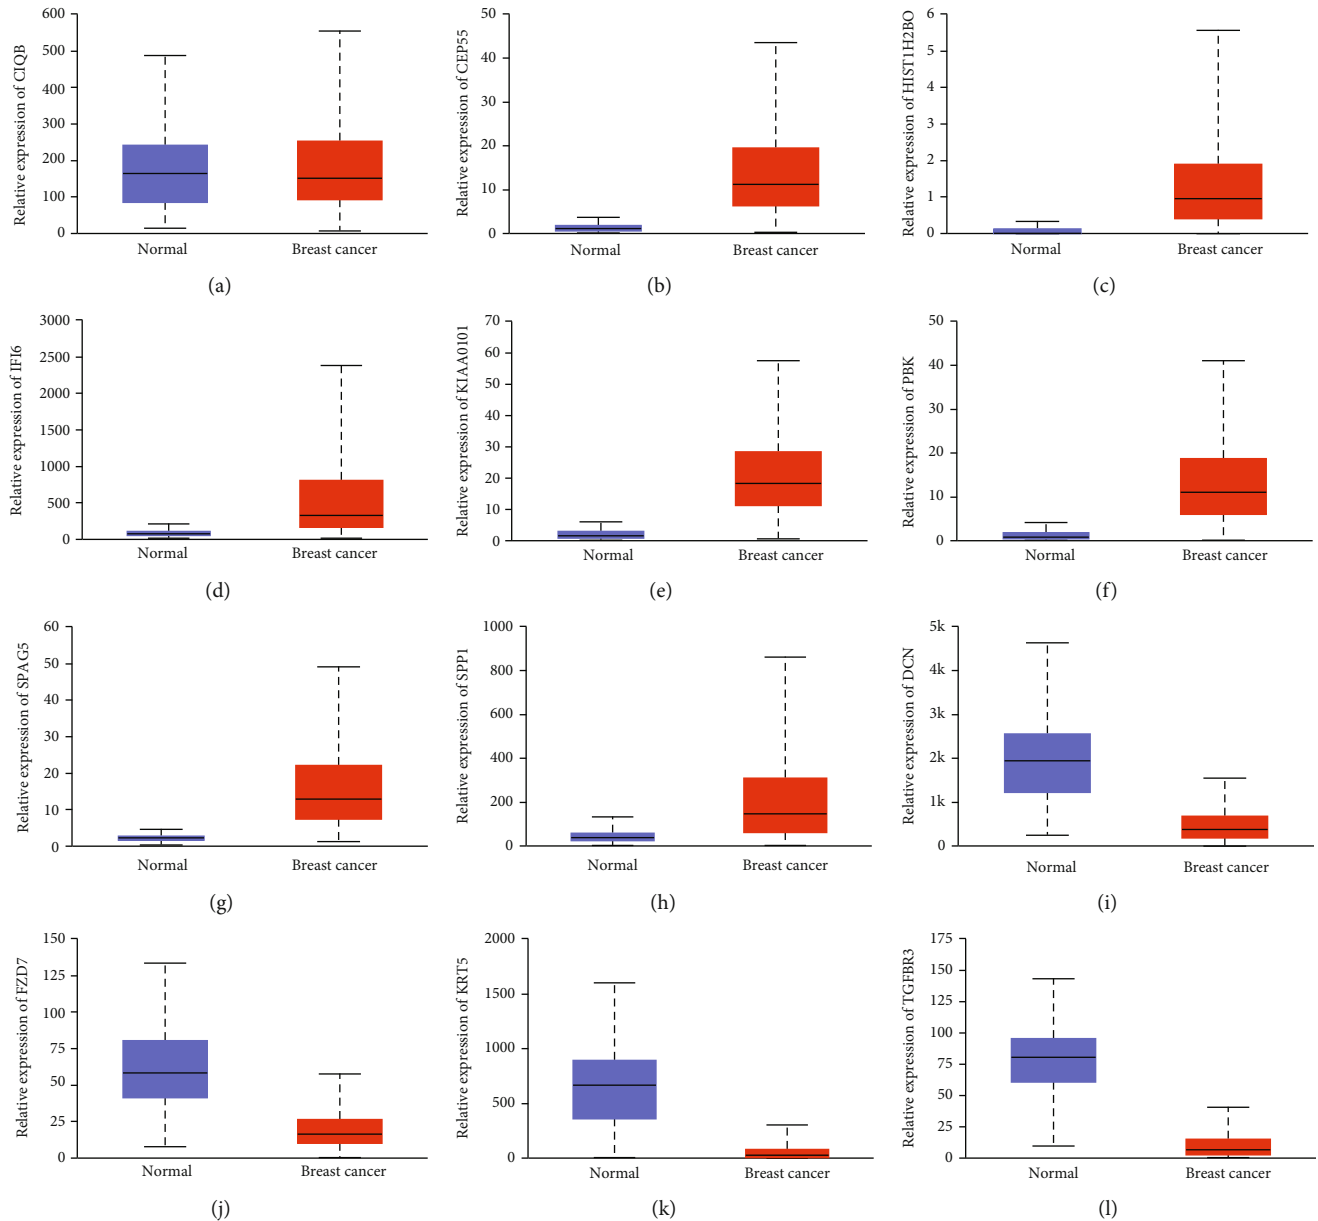 Relative expression of CIQB
600
500
400
300
200
100
0
Normal
Breast cancer
(a)
Relative expression of CEP55
50
40
30
20
10
0
Normal
Breast cancer
(b)
Relative expression of HIST1H2BO
6
5
4
3
2
1
0
Normal
Breast cancer
(c)
Relative expression of IFI6
3000
2500
2000
1500
1000
500
0
Normal
Breast cancer
(d)
Relative expression of KIAA0101
70
60
50
40
30
20
10
0
Normal
Breast cancer
(e)
Relative expression of PBK
50
40
30
20
10
0
Normal
Breast cancer
(f)
Relative expression of SPAG5
60
50
40
30
20
10
0
Normal
Breast cancer
(g)
Relative expression of SPP1
1000
800
600
400
200
0
Normal
Breast cancer
(h)
Relative expression of DCN
5k
4k
3k
2k
1k
0
Normal
Breast cancer
(i)
Relative expression of FZD7
150
125
100
75
50
25
0
Normal
Breast cancer
(j)
Relative expression of KRT5
2000
1500
1000
500
0
Normal
Breast cancer
(k)
Relative expression of TGFBR3
175
150
125
100
75
50
25
0
Normal
Breast cancer
(l)